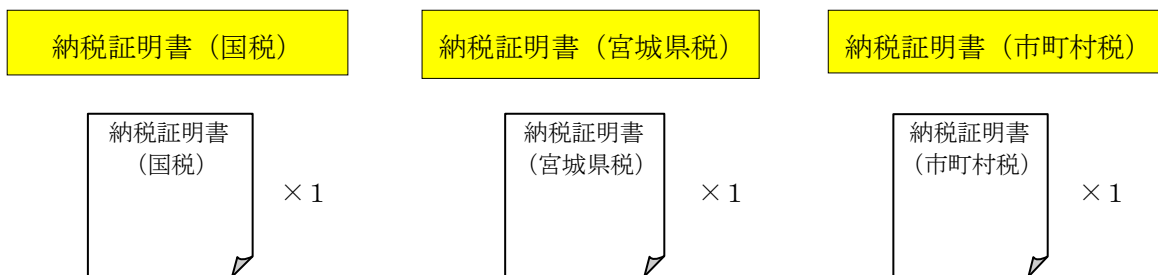 納税証明書（国税）
納税証明書（宮城県税）
納税証明書（市町村税）
納税証明書
（国税）
×１
納税証明書
（宮城県税）
×１
納税証明書
（市町村税）
×１